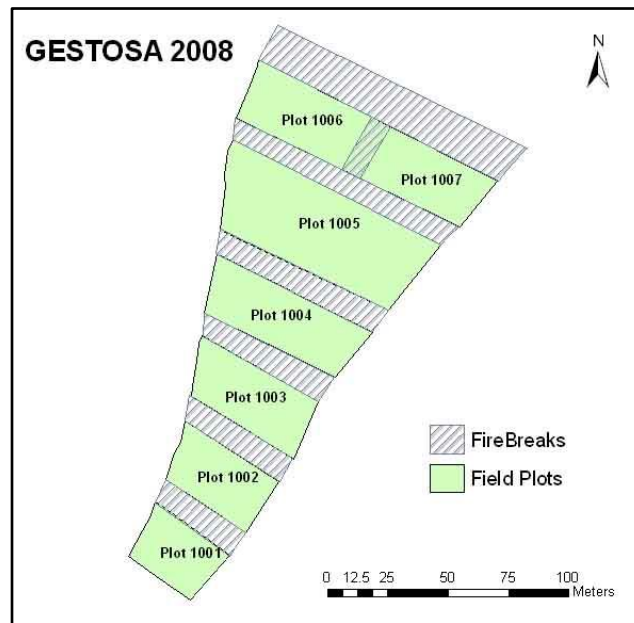 GESTOSA 2008
N
Plot 1006
Plot 1007
Plot 1005
Plot 1004
Plot 1003
Plot 1002
Plot 1001
FireBreaks
Field Plots
0 12.5 25 50 75 100
Meters